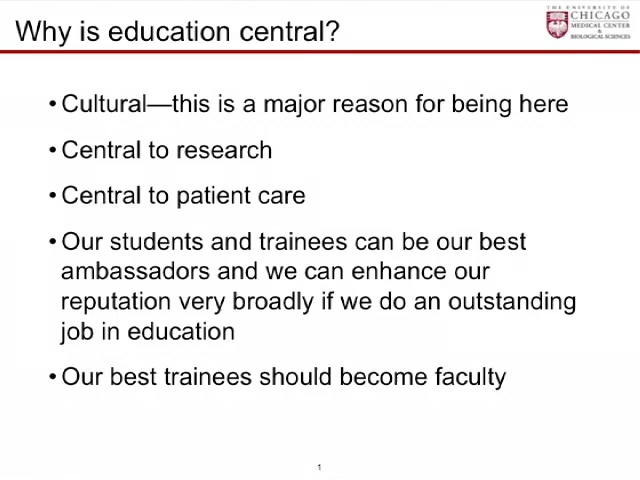 Why is education central?
THE UNIVERSITY OF
CHICAGO
MEDICAL CENTER
&
BIOLOGICAL SCIENCES
• Cultural—this is a major reason for being here
• Central to research
• Central to patient care
• Our students and trainees can be our best
ambassadors and we can enhance our
reputation very broadly if we do an outstanding
job in education
• Our best trainees should become faculty
1